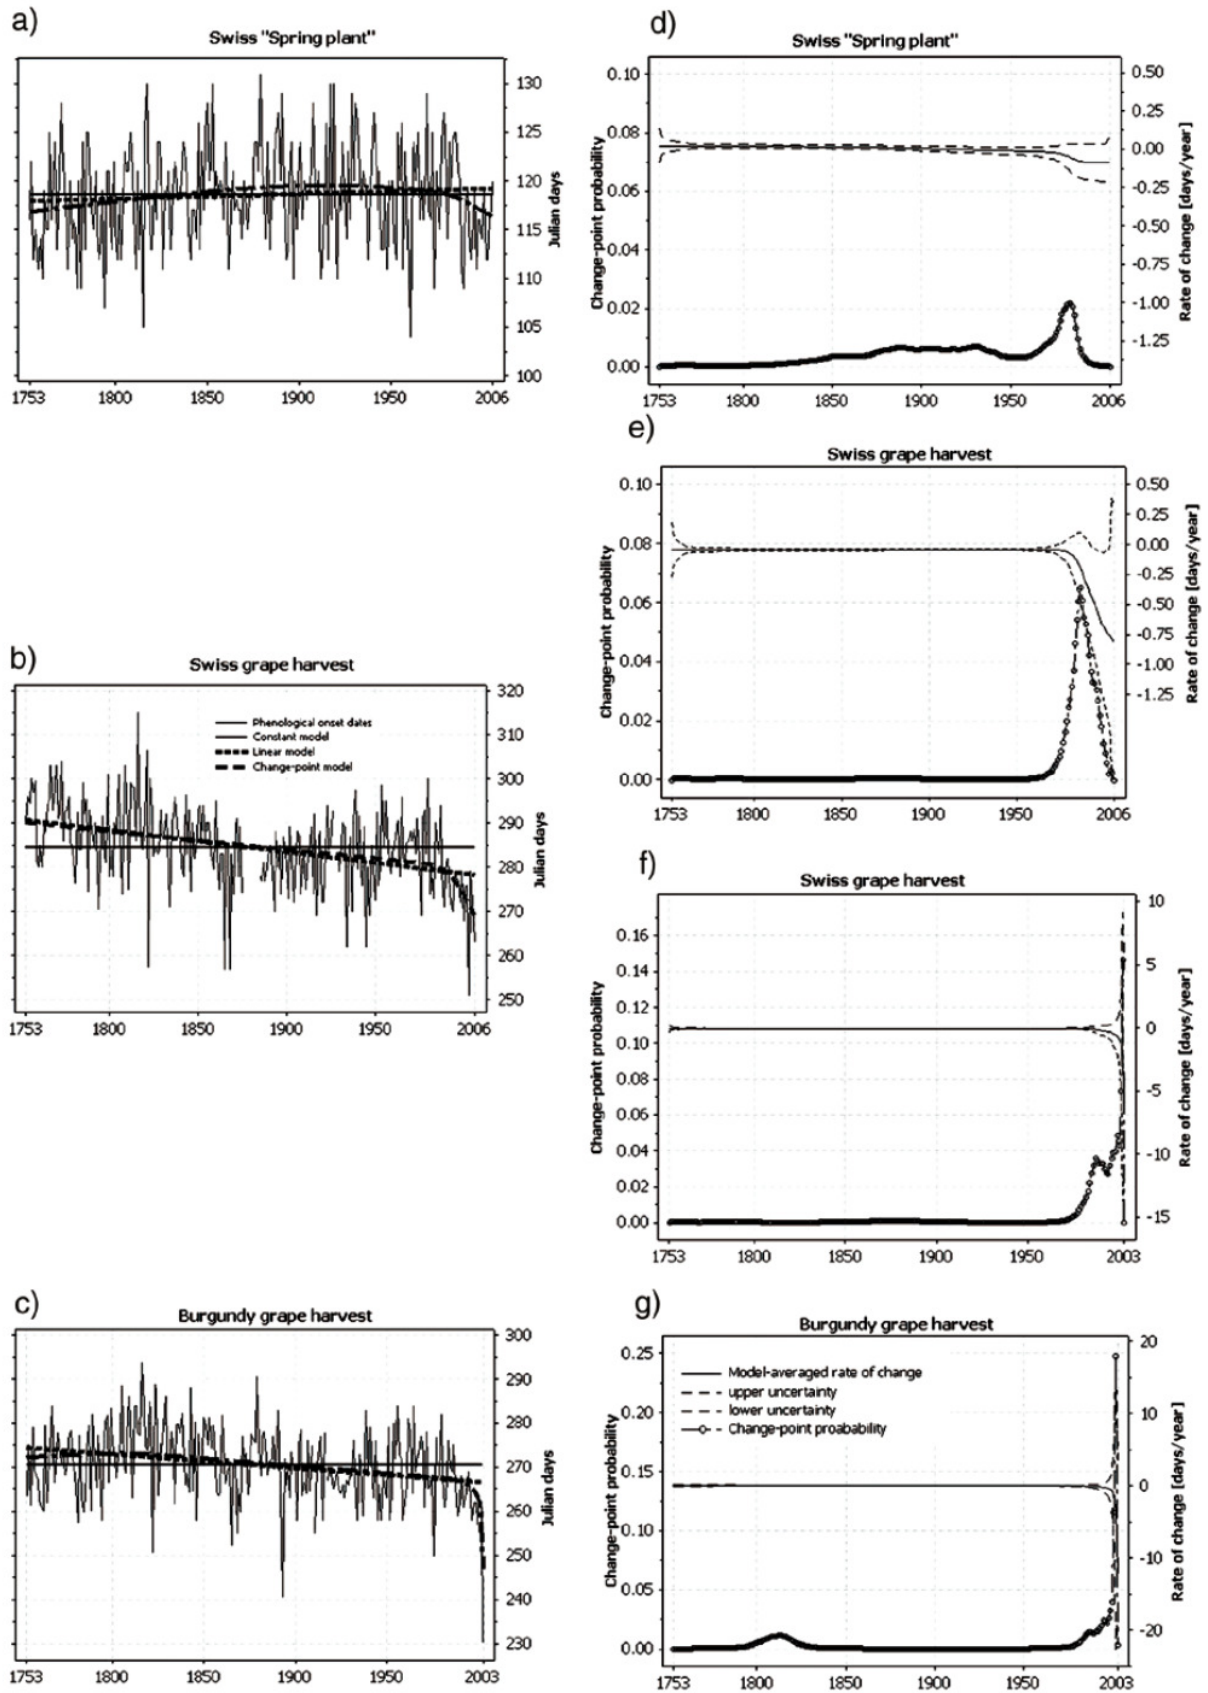 a)
Swiss "Spring plant"
130
125
120
115
110
105
100
Julian days
1753 1800 1850 1900 1950 2006
b)
Swiss grape harvest
320
310
300
290
280
270
260
250
Julian days
Phenological onset dates
Constant model
Linear model
Change-point model
1753 1800 1850 1900 1950 2006
c)
Burgundy grape harvest
300
290
280
270
260
250
240
230
Julian days
1753 1800 1850 1900 1950 2003
d)
Swiss "Spring plant"
Change-point probability
0.10
0.08
0.06
0.04
0.02
0.00
0.50
0.25
0.00
-0.25
-0.50
-0.75
-1.00
-1.25
Rate of change [days/year]
1753 1800 1850 1900 1950 2006
e)
Swiss grape harvest
Change-point probability
0.10
0.08
0.06
0.04
0.02
0.00
0.50
0.25
0.00
-0.25
-0.50
-0.75
-1.00
-1.25
Rate of change [days/year]
1753 1800 1850 1900 1950 2006
f)
Swiss grape harvest
Change-point probability
0.16
0.14
0.12
0.10
0.08
0.06
0.04
0.02
0.00
10
5
0
-5
-10
-15
Rate of change [days/year]
1753 1800 1850 1900 1950 2003
g)
Burgundy grape harvest
Change-point probability
0.25
0.20
0.15
0.10
0.05
0.00
Model-averaged rate of change
upper uncertainty
lower uncertainty
Change-point proabability
20
10
0
-10
-20
Rate of change [days/year]
1753 1800 1850 1900 1950 2003